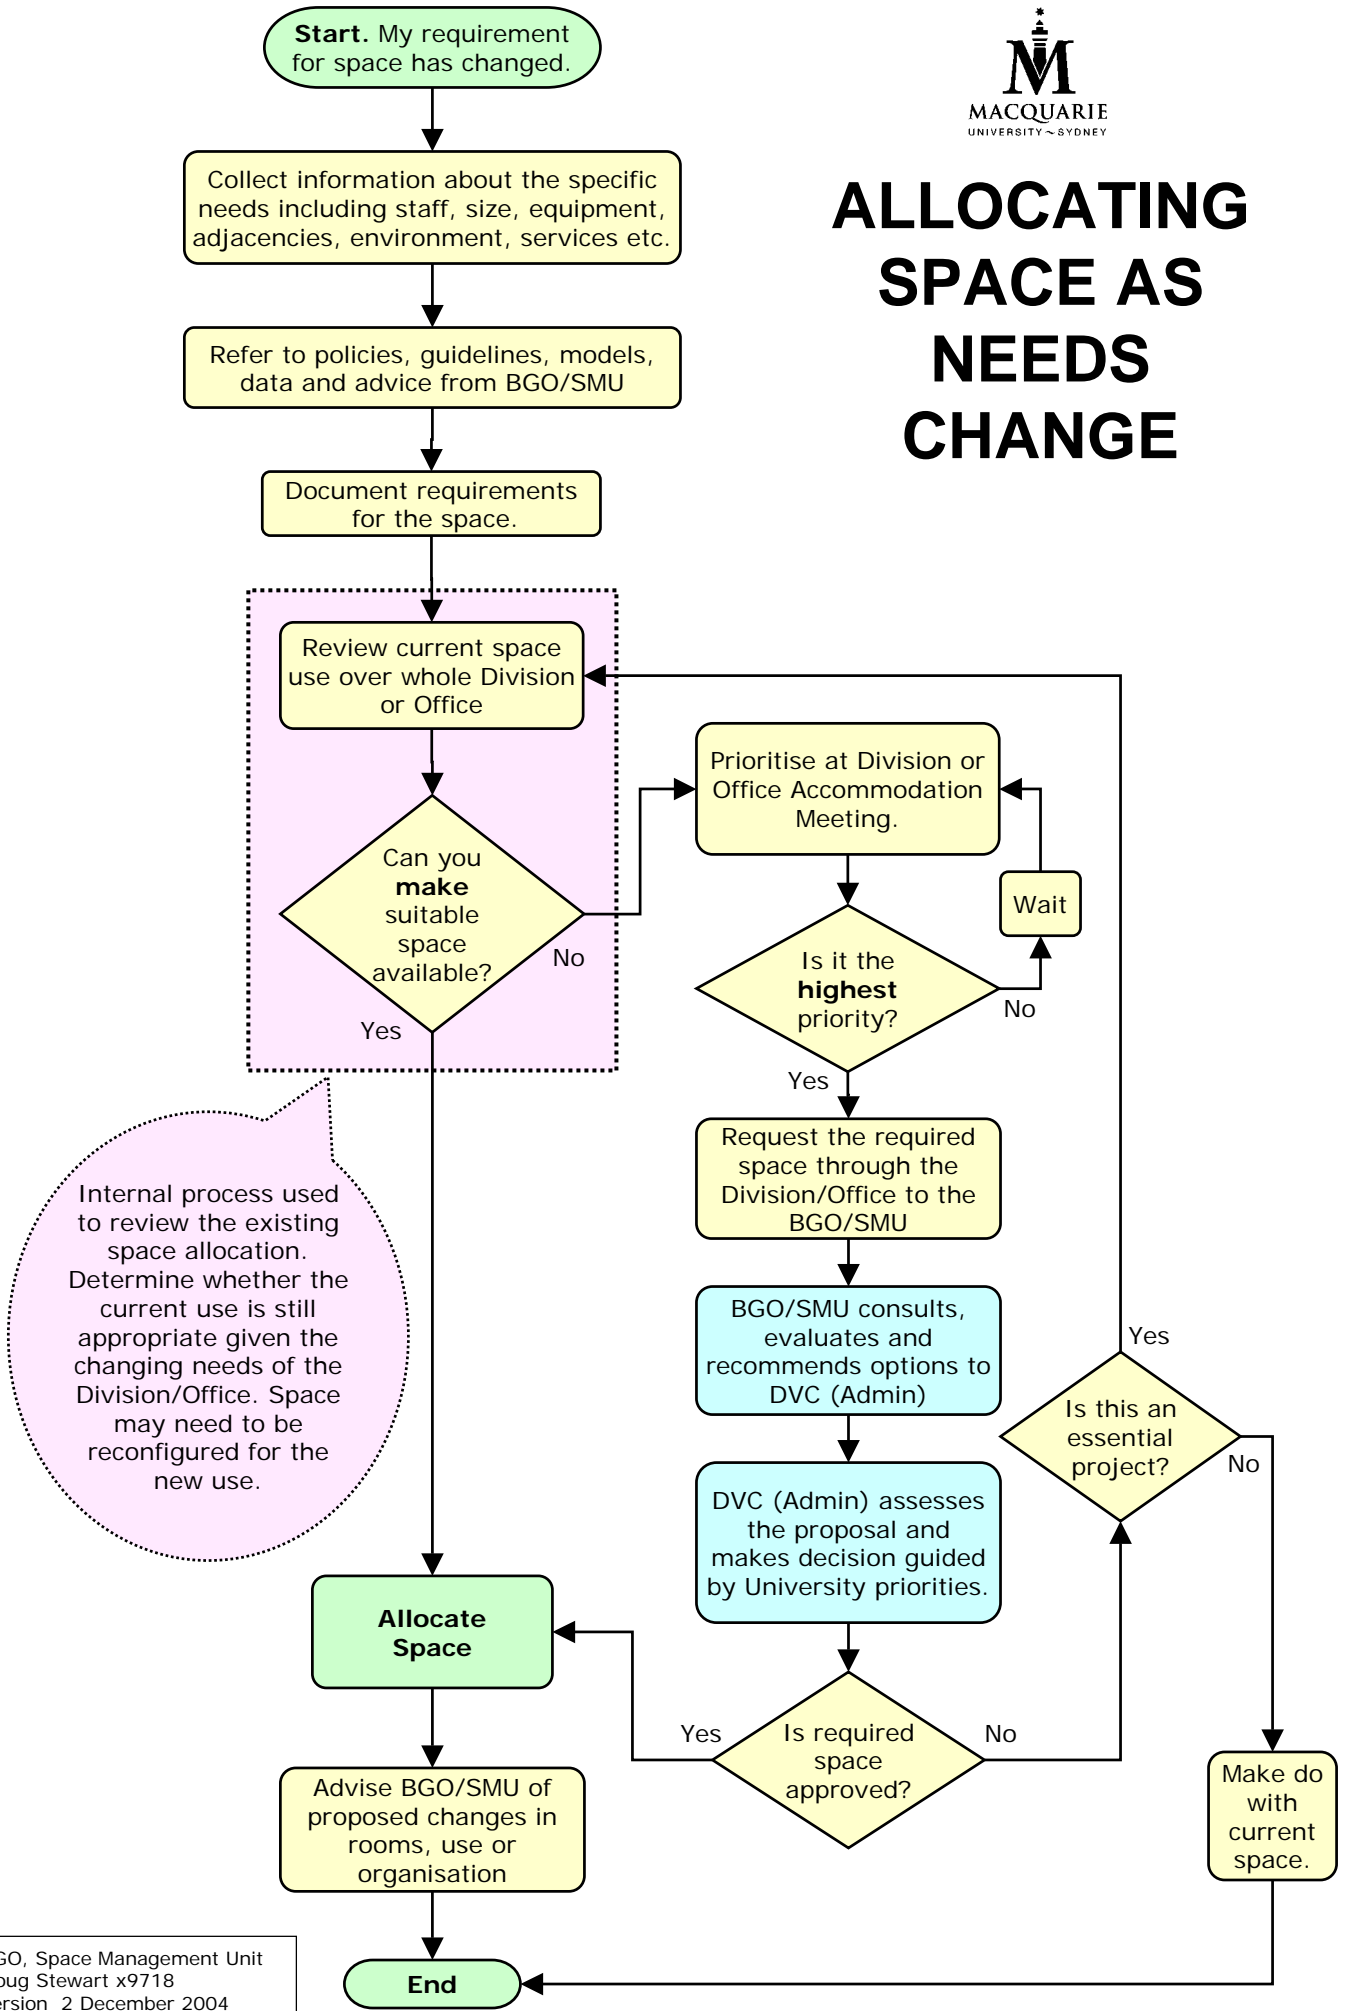 Start. My requirement
for space has changed.
MACQUARIE
UNIVERSITY ~ SYDNEY
ALLOCATING
SPACE AS
NEEDS
CHANGE
Collect information about the specific
needs including staff, size, equipment,
adjacencies, environment, services etc.
Refer to policies, guidelines, models,
data and advice from BGO/SMU
Document requirements
for the space.
Review current space
use over whole Division
or Office
Can you
make
suitable
space
available?
No
Yes
Prioritise at Division or
Office Accommodation
Meeting.
Wait
Is it the
highest
priority?
No
Yes
Request the required
space through the
Division/Office to the
BGO/SMU
Internal process used
to review the existing
space allocation.
Determine whether the
current use is still
appropriate given the
changing needs of the
Division/Office. Space
may need to be
reconfigured for the
new use.
BGO/SMU consults,
evaluates and
recommends options to
DVC (Admin)
Yes
Is this an
essential
project?
No
DVC (Admin) assesses
the proposal and
makes decision guided
by University priorities.
Allocate
Space
Yes
Is required
space
approved?
No
Make do
with
current
space.
Advise BGO/SMU of
proposed changes in
rooms, use or
organisation
End
GO, Space Management Unit
oug Stewart x9718
ersion 2 December 2004